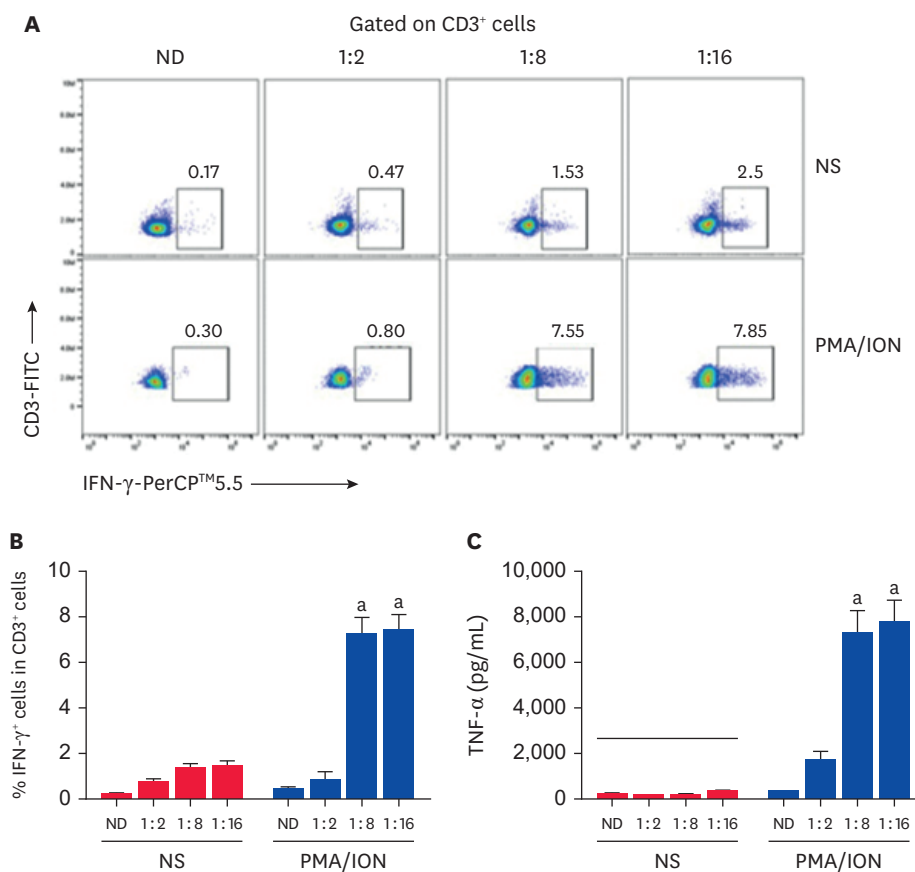 A
Gated on CD3⁺ cells
ND 1:2 1:8 1:16
0.17 0.47 1.53 2.5
NS
0.30 0.80 7.55 7.85
PMA/ION
CD3-FITC
IFN-γ-PerCP™5.5
B
% IFN-γ⁺ cells in CD3⁺ cells
10
8
6
4
2
0
a a
ND 1:2 1:8 1:16 ND 1:2 1:8 1:16
NS PMA/ION
C
TNF-α (pg/mL)
10,000
8,000
6,000
4,000
2,000
0
a a
ND 1:2 1:8 1:16 ND 1:2 1:8 1:16
NS PMA/ION